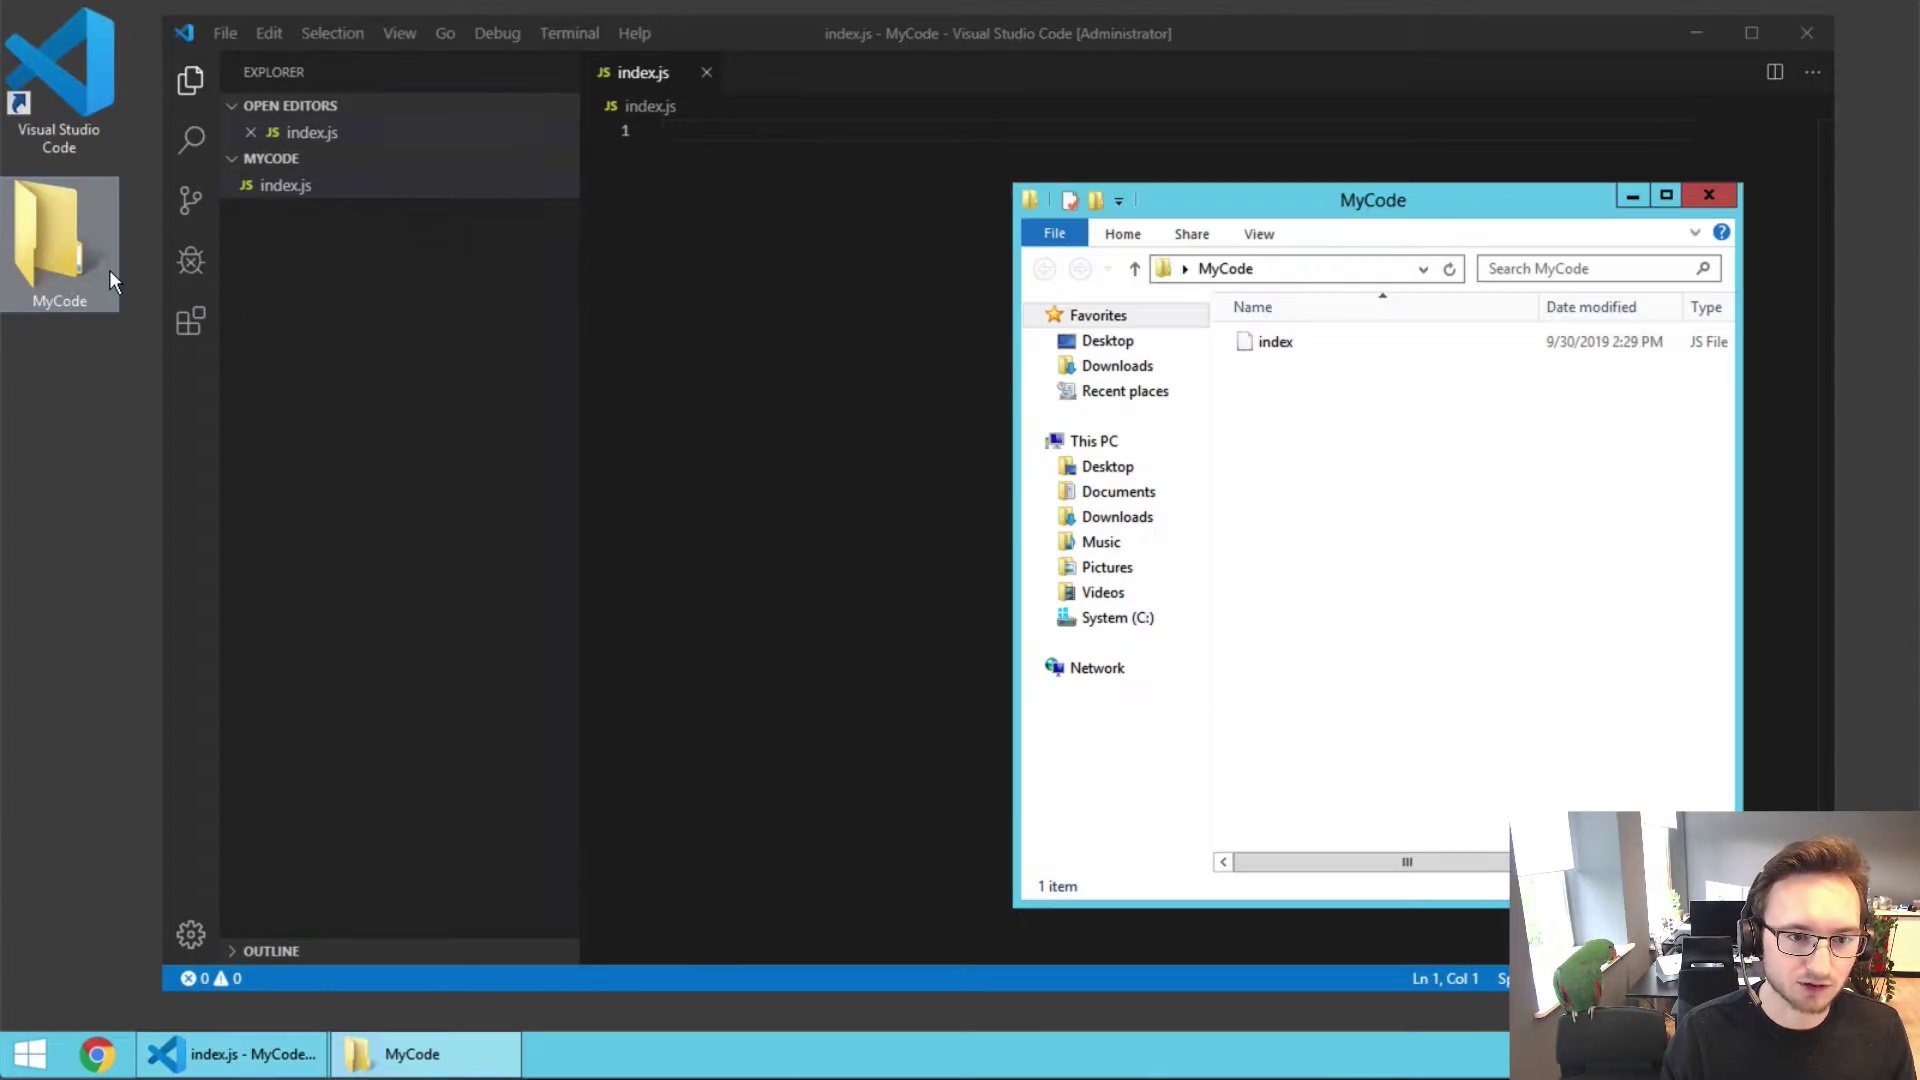 Visual Studio
Code
MyCode
File Edit Selection View Go Debug Terminal Help
index.js - MyCode - Visual Studio Code [Administrator]
EXPLORER
OPEN EDITORS
JS index.js
MYCODE
JS index.js
OUTLINE
JS index.js
JS index.js
1
MyCode
File Home Share View
MyCode
Search MyCode
Name Date modified Type
index 9/30/2019 2:29 PM JS File
Favorites
Desktop
Downloads
Recent places
This PC
Desktop
Documents
Downloads
Music
Pictures
Videos
System (C:)
Network
1 item
0 0
Ln 1, Col 1
index.js - MyCode...
MyCode